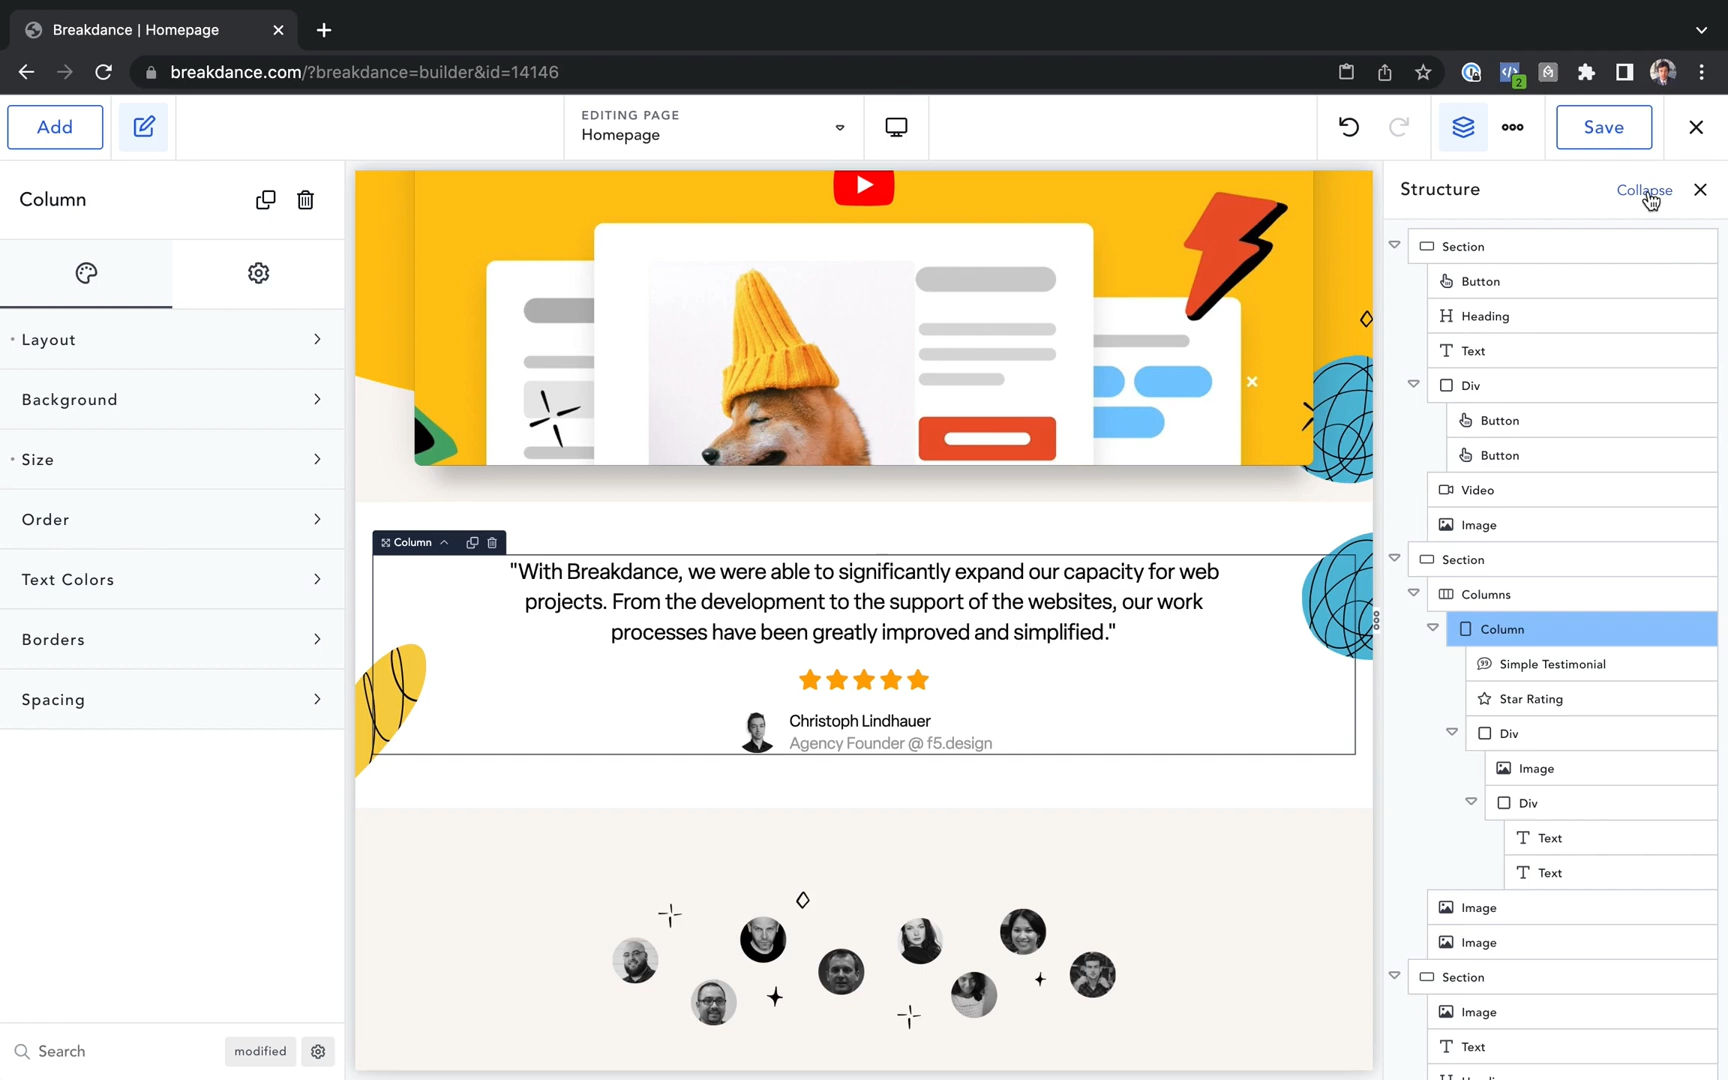 Breakdance | Homepage
breakdance.com/?breakdance=builder&id=14146
2
Add
EDITING PAGE
Homepage
Save
Column
Layout
Background
Size
Order
Text Colors
Borders
Spacing
Search
modified
Column
"With Breakdance, we were able to significantly expand our capacity for web
projects. From the development to the support of the websites, our work
processes have been greatly improved and simplified."
Christoph Lindhauer
Agency Founder @ f5.design
Structure
Collapse
Section
Button
Heading
Text
Div
Button
Button
Video
Image
Section
Columns
Column
Simple Testimonial
Star Rating
Div
Image
Div
Text
Text
Image
Image
Section
Image
Text